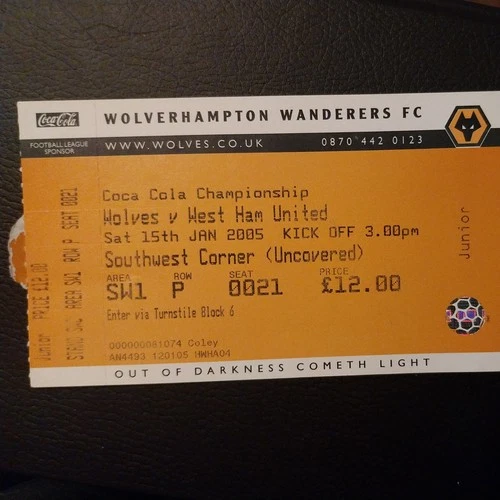 Coca-Cola
FOOTBALL LEAGUE
SPONSOR
WOLVERHAMPTON WANDERERS FC
WWW.WOLVES.CO.UK 0870 442 0123
Junior PRICE £12.00
STAND SW1 AREA SW1 ROW P SEAT 0021
Coca Cola Championship
Wolves v West Ham United
Sat 15th JAN 2005 KICK OFF 3.00pm
Southwest Corner (Uncovered)
AREA ROW SEAT PRICE
SW1 P 0021 £12.00
Enter via Turnstile Block 6
000000081074 Coley
AN4493 120105 HWHA04
Junior
OUT OF DARKNESS COMETH LIGHT